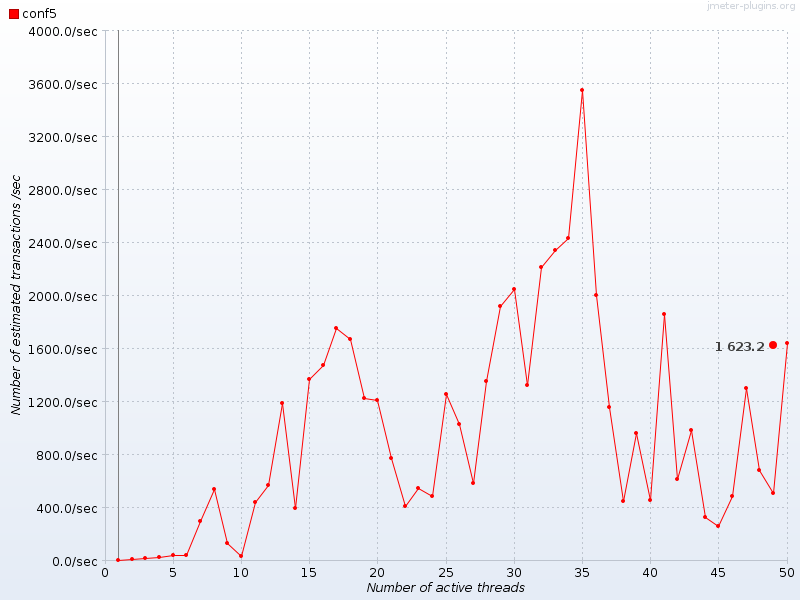 jmeter-plugins.org
conf5
4000.0/sec
3600.0/sec
3200.0/sec
2800.0/sec
2400.0/sec
2000.0/sec
1600.0/sec
1200.0/sec
800.0/sec
400.0/sec
0.0/sec
Number of estimated transactions /sec
1 623.2
0 5 10 15 20 25 30 35 40 45 50
Number of active threads